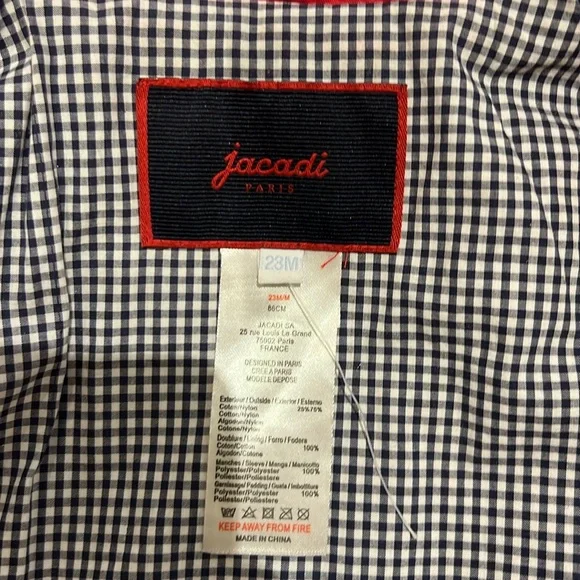 jacadi
PARIS
23M
23M/M
86CM
JACADI SA
25 rue Louis Le Grand
75002 Paris
FRANCE
DESIGNED IN PARIS
CREE A PARIS
MODELE DEPOSE
Exterieur / Outside / Exterior / Esterno
Coton/Nylon 25%75%
Cotton/Nylon
Algodon/Nylon
Cotone/Nylon
Doublure / Lining / Forro / Fodera
Coton/Cotton 100%
Algodon/Cotone
Manches / Sleeve / Manga / Manicotto
Polyester/Polyester 100%
Poliester/Poliestere
Garnissage/ Padding / Guata / Imbottiture
Polyester/Polyester 100%
Poliester/Poliestere
KEEP AWAY FROM FIRE
MADE IN CHINA